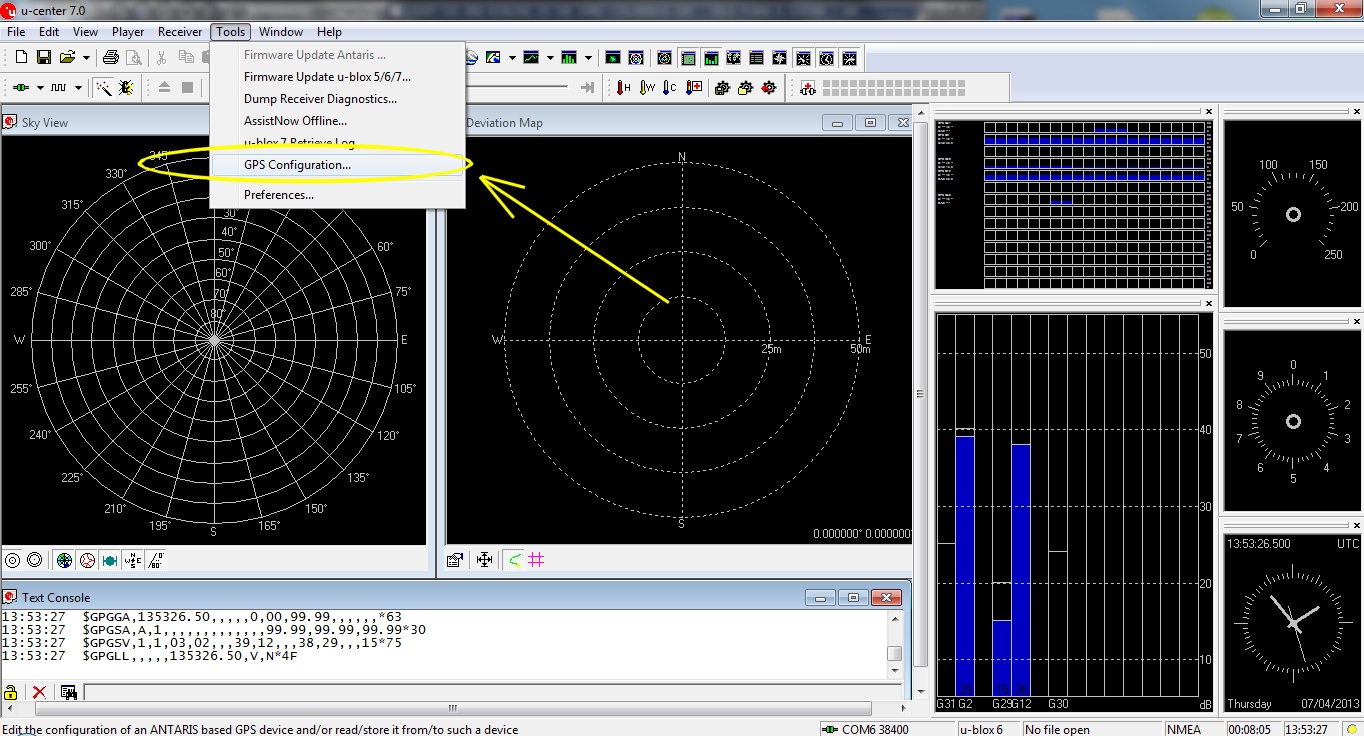 u-center 7.0
File Edit View Player Receiver Tools Window Help
Firmware Update Antaris ...
Firmware Update u-blox 5/6/7...
Dump Receiver Diagnostics...
AssistNow Offline...
u-blox 7 Retrieve Log
GPS Configuration...
Preferences...
Sky View
345°
330°
315°
300°
285°
W
255°
240°
225°
210°
195°
S
165°
150°
135°
120°
105°
E
75°
60°
30°
40°
50°
60°
70°
80°
Deviation Map
N
W
E
25m
50m
S
0.000000° 0.000000°
50
40
30
20
10
dB
G31 G2 G29 G12 G30
0
50
100
150
200
250
0
1
2
3
4
5
6
7
8
9
13:53:26.500 UTC
Thursday 07/04/2013
Text Console
13:53:27 $GPGGA,135326.50,,,,,0,00,99.99,,,,,,*63
13:53:27 $GPGSA,A,1,,,,,,,,,,,,,99.99,99.99,99.99*30
13:53:27 $GPGSV,1,1,03,02,,,39,12,,,38,29,,,15*75
13:53:27 $GPGLL,,,,,135326.50,V,N*4F
Edit the configuration of an ANTARIS based GPS device and/or read/store it from/to such a device
COM6 38400 u-blox 6 No file open NMEA 00:08:05 13:53:27